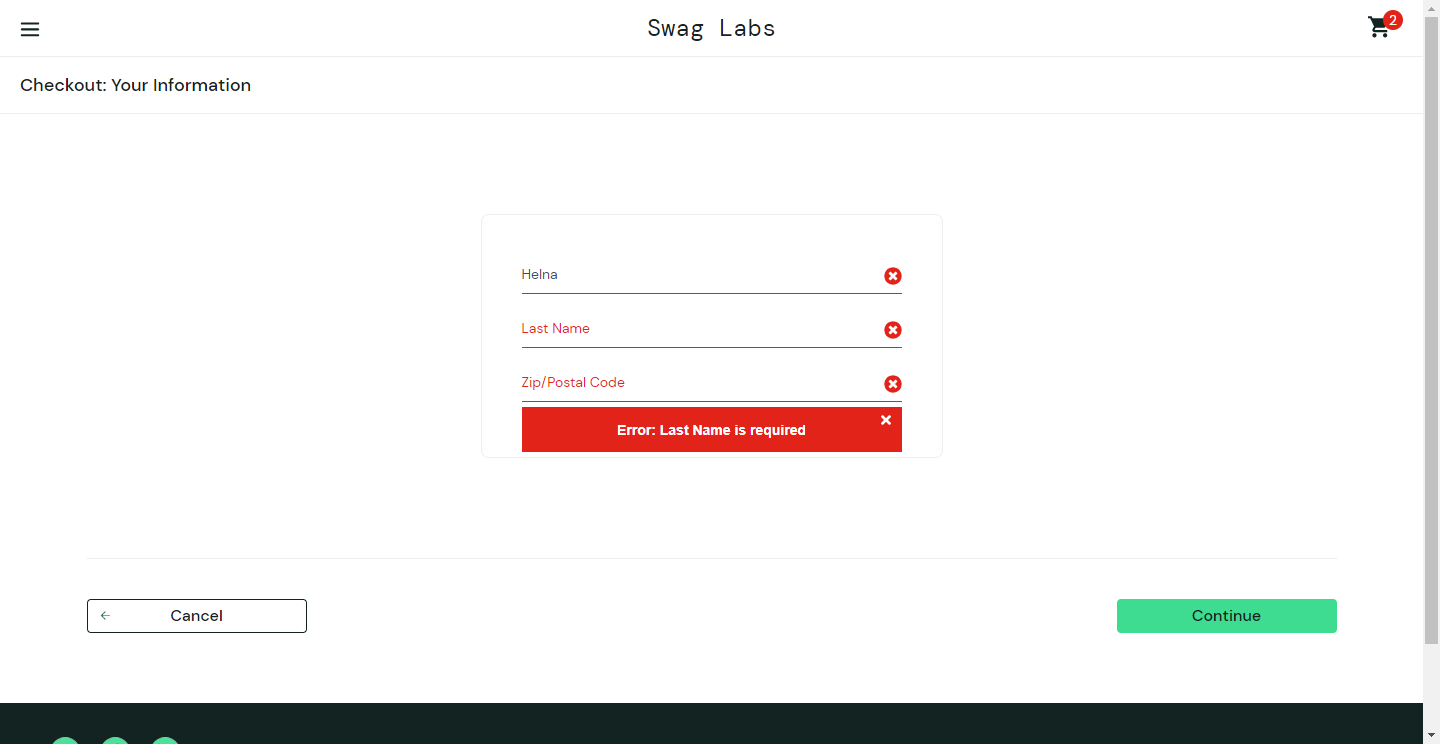 Swag Labs
2
Checkout: Your Information
Helna
Last Name
Zip/Postal Code
Error: Last Name is required
Cancel
Continue